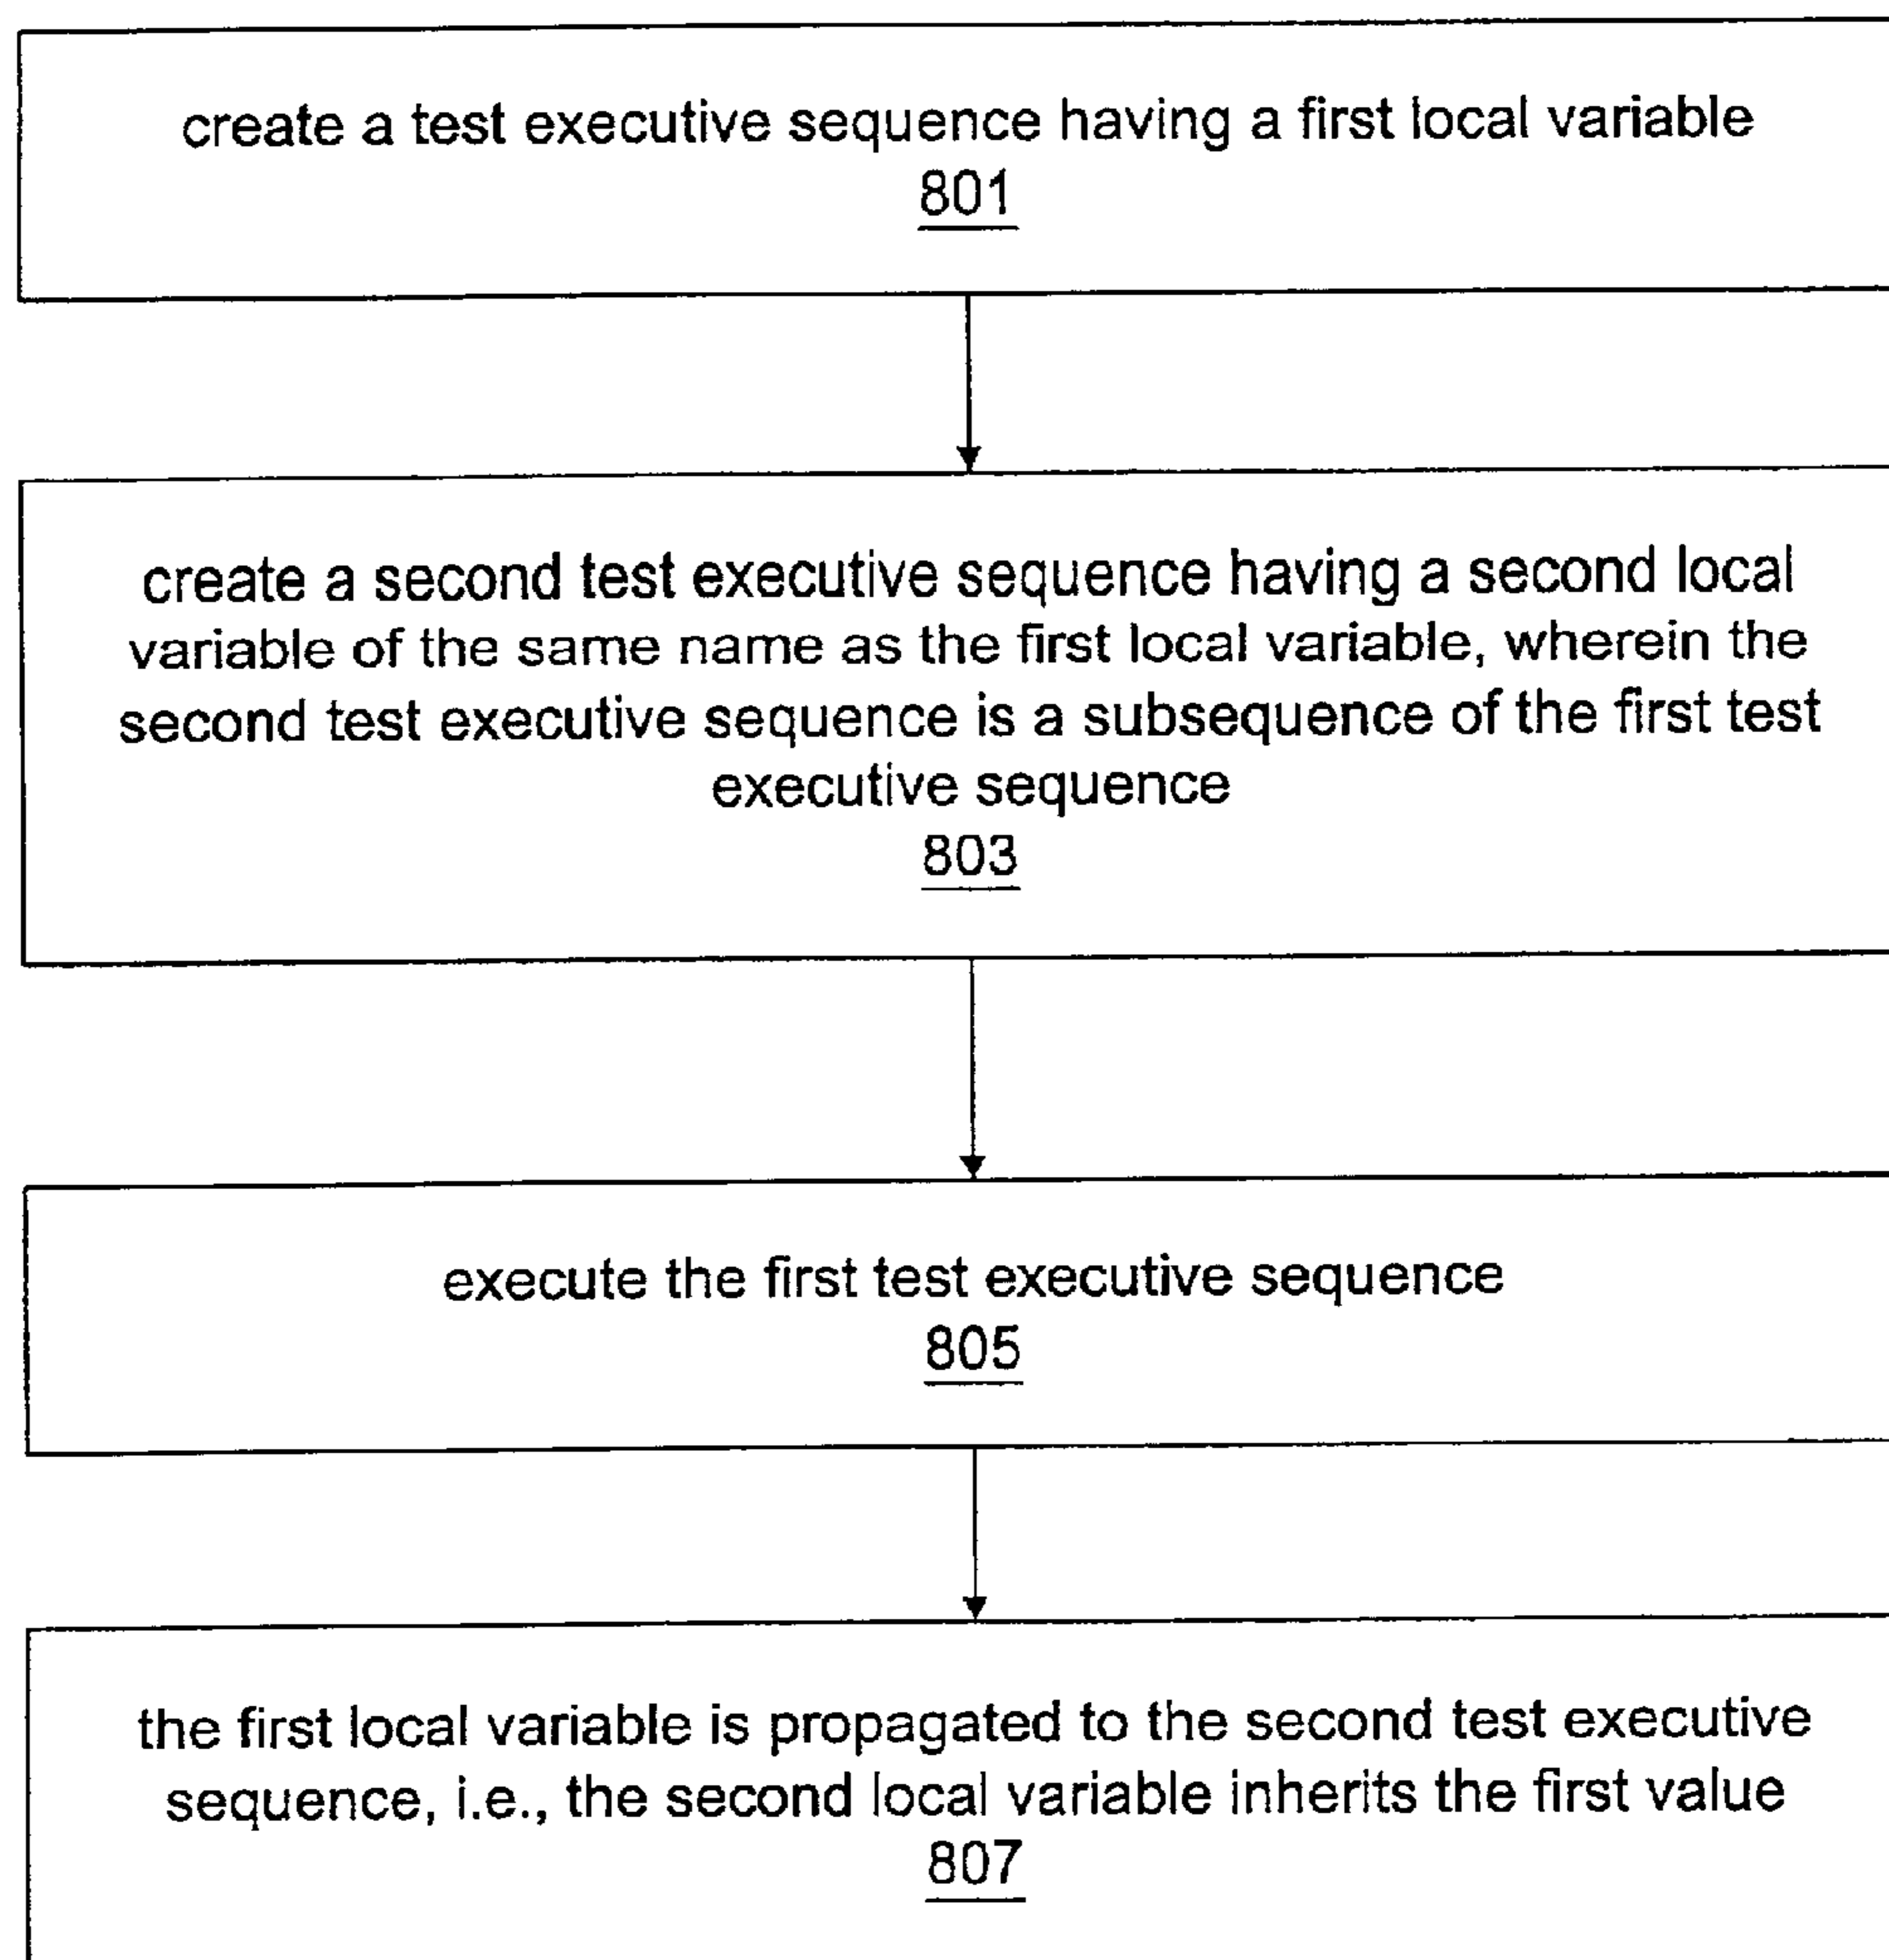 create a test executive sequence having a first local variable
801
create a second test executive sequence having a second local
variable of the same name as the first local variable, wherein the
second test executive sequence is a subsequence of the first test
executive sequence
803
execute the first test executive sequence
805
the first local variable is propagated to the second test executive
sequence, i.e., the second local variable inherits the first value
807